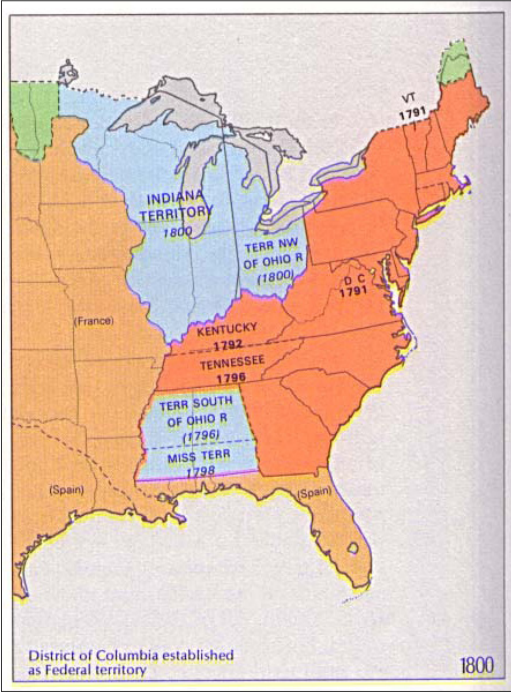 VT
1791
INDIANA
TERRITORY
1800
TERR NW
OF OHIO R
(1800)
D C
1791
(France)
KENTUCKY
1792
TENNESSEE
1796
TERR SOUTH
OF OHIO R
(1796)
MISS TERR
1798
(Spain)
(Spain)
District of Columbia established
as Federal territory
1800